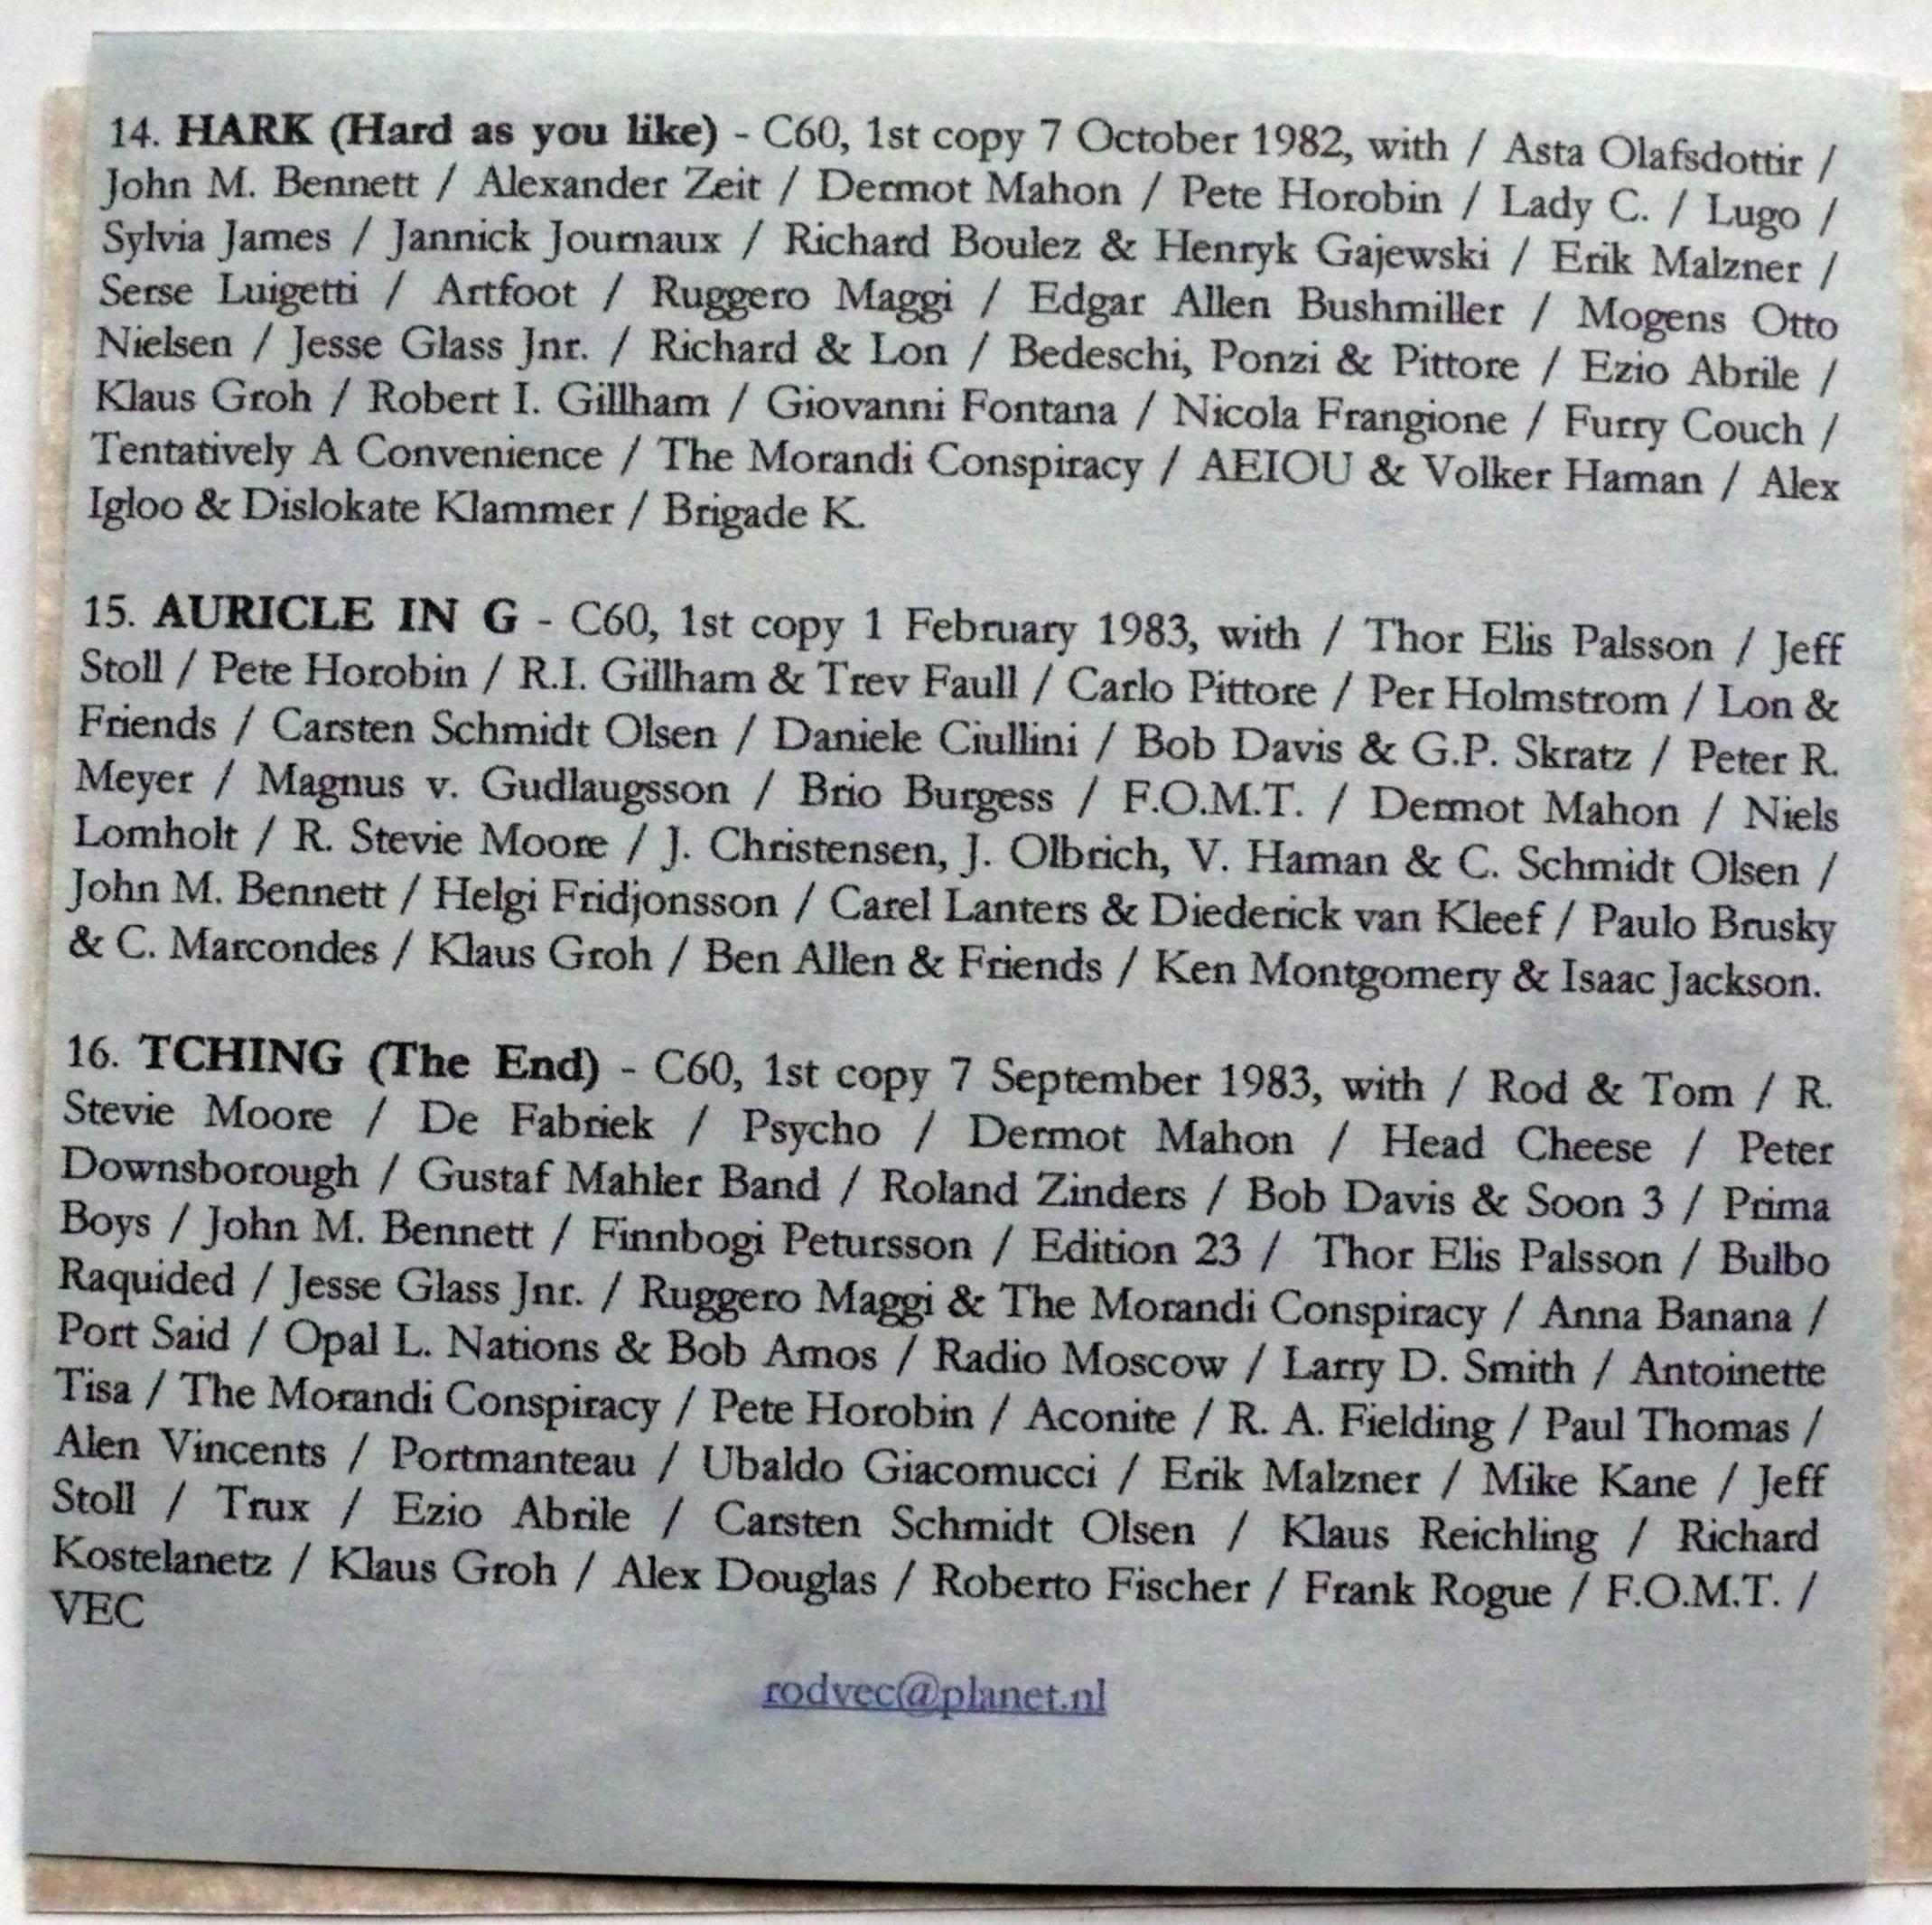 14. HARK (Hard as you like) - C60, 1st copy 7 October 1982, with / Asta Olafsdottir /
John M. Bennett / Alexander Zeit / Dermot Mahon / Pete Horobin / Lady C. / Lugo /
Sylvia James / Jannick Journaux / Richard Boulez & Henryk Gajewski / Erik Malzner /
Serse Luigetti / Artfoot / Ruggero Maggi / Edgar Allen Bushmiller / Mogens Otto
Nielsen / Jesse Glass Jnr. / Richard & Lon / Bedeschi, Ponzi & Pittore / Ezio Abrile /
Klaus Groh / Robert I. Gillham / Giovanni Fontana / Nicola Frangione / Furry Couch /
Tentatively A Convenience / The Morandi Conspiracy / AEIOU & Volker Haman / Alex
Igloo & Dislokate Klammer / Brigade K.
15. AURICLE IN G - C60, 1st copy 1 February 1983, with / Thor Elis Palsson / Jeff
Stoll / Pete Horobin / R.I. Gillham & Trev Faull / Carlo Pittore / Per Holmstrom / Lon &
Friends / Carsten Schmidt Olsen / Daniele Ciullini / Bob Davis & G.P. Skratz / Peter R.
Meyer / Magnus v. Gudlaugsson / Brio Burgess / F.O.M.T. / Dermot Mahon / Niels
Lomholt / R. Stevie Moore / J. Christensen, J. Olbrich, V. Haman & C. Schmidt Olsen /
John M. Bennett / Helgi Fridjonsson / Carel Lanters & Diederick van Kleef / Paulo Brusky
& C. Marcondes / Klaus Groh / Ben Allen & Friends / Ken Montgomery & Isaac Jackson.
16. TCHING (The End) - C60, 1st copy 7 September 1983, with / Rod & Tom / R.
Stevie Moore / De Fabriek / Psycho / Dermot Mahon / Head Cheese / Peter
Downsborough / Gustaf Mahler Band / Roland Zinders / Bob Davis & Soon 3 / Prima
Boys / John M. Bennett / Finnbogi Petursson / Edition 23 / Thor Elis Palsson / Bulbo
Raquided / Jesse Glass Jnr. / Ruggero Maggi & The Morandi Conspiracy / Anna Banana /
Port Said / Opal L. Nations & Bob Amos / Radio Moscow / Larry D. Smith / Antoinette
Tisa / The Morandi Conspiracy / Pete Horobin / Aconite / R. A. Fielding / Paul Thomas /
Alen Vincents / Portmanteau / Ubaldo Giacomucci / Erik Malzner / Mike Kane / Jeff
Stoll / Trux / Ezio Abrile / Carsten Schmidt Olsen / Klaus Reichling / Richard
Kostelanetz / Klaus Groh / Alex Douglas / Roberto Fischer / Frank Rogue / F.O.M.T. /
VEC
rodvec@planet.nl